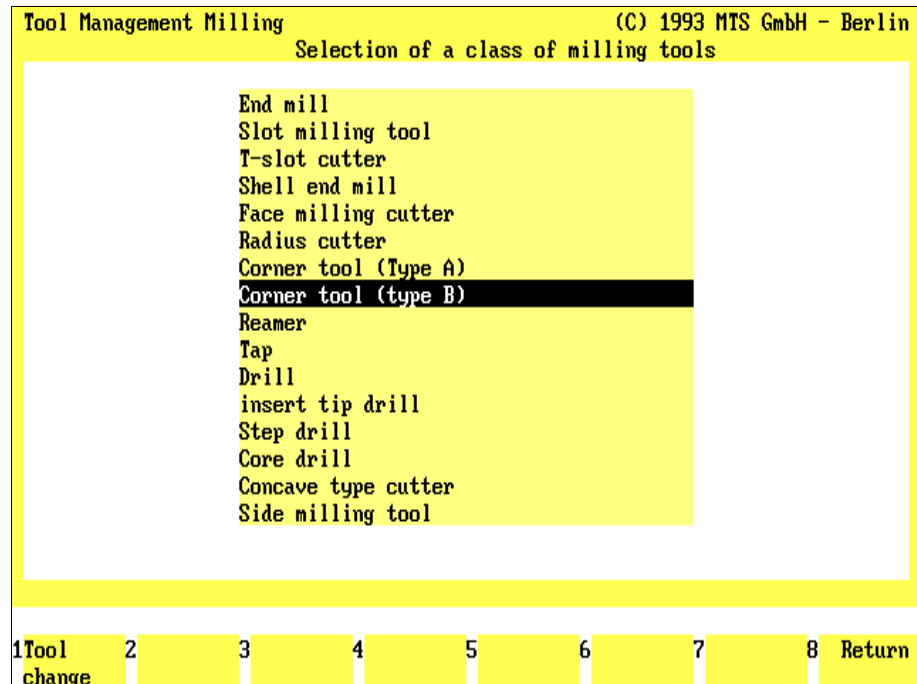 Tool Management Milling (C) 1993 MTS GmbH - Berlin
Selection of a class of milling tools
End mill
Slot milling tool
T-slot cutter
Shell end mill
Face milling cutter
Radius cutter
Corner tool (Type A)
Corner tool (type B)
Reamer
Tap
Drill
insert tip drill
Step drill
Core drill
Concave type cutter
Side milling tool
1Tool 2 3 4 5 6 7 8 Return
change